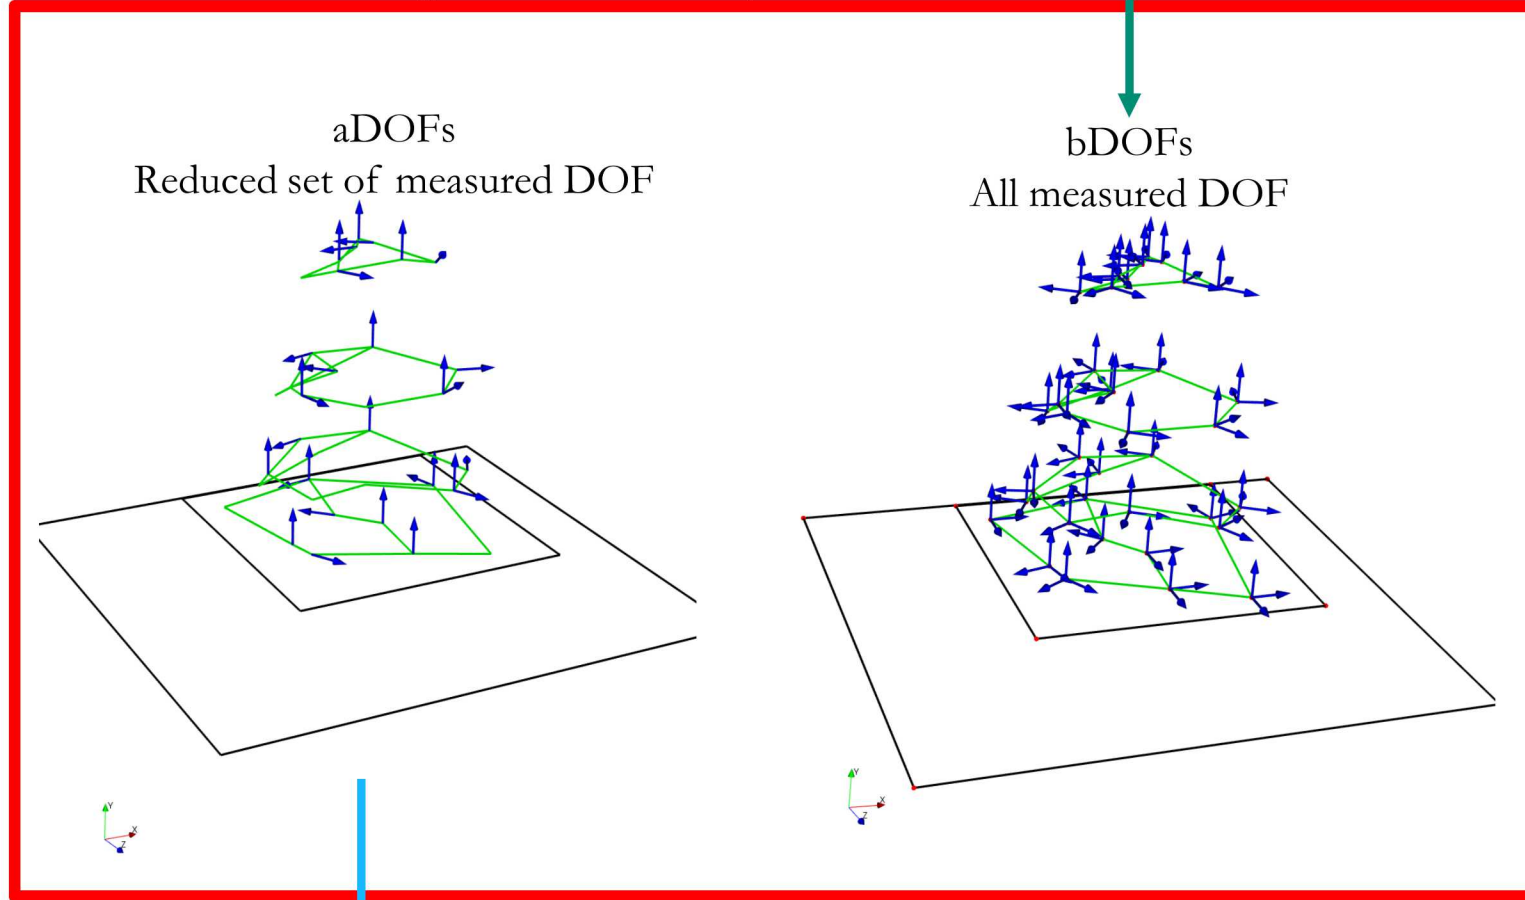 aDOFs
Reduced set of measured DOF
bDOFs
All measured DOF
Y
X
Z
Y
X
Z